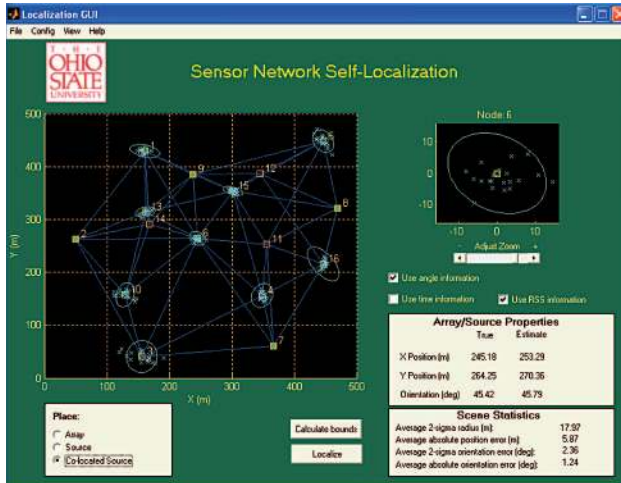 Localization GUI
File Config View Help
T · H · E
OHIO
STATE
UNIVERSITY
Sensor Network Self-Localization
Node: 6
500
400
300
200
100
0
Y (m)
0 100 200 300 400 500
X (m)
1
5
9
12
15
13
14
2
8
6
11
16
10
4
3
7
10
0
-10
-10 0 10
- Adjust Zoom +
Use angle information
Use time information
Use RSS information
Array/Source Properties
True Estimate
X Position (m) 245.18 253.29
Y Position (m) 264.25 270.36
Orientation (deg) 45.42 45.79
Scene Statistics
Average 2-sigma radius (m): 17.97
Average absolute position error (m): 5.87
Average 2-sigma orientation error (deg): 2.36
Average absolute orientation error (deg): 1.24
Place:
Array
Source
Co-located Source
Calculate bounds
Localize